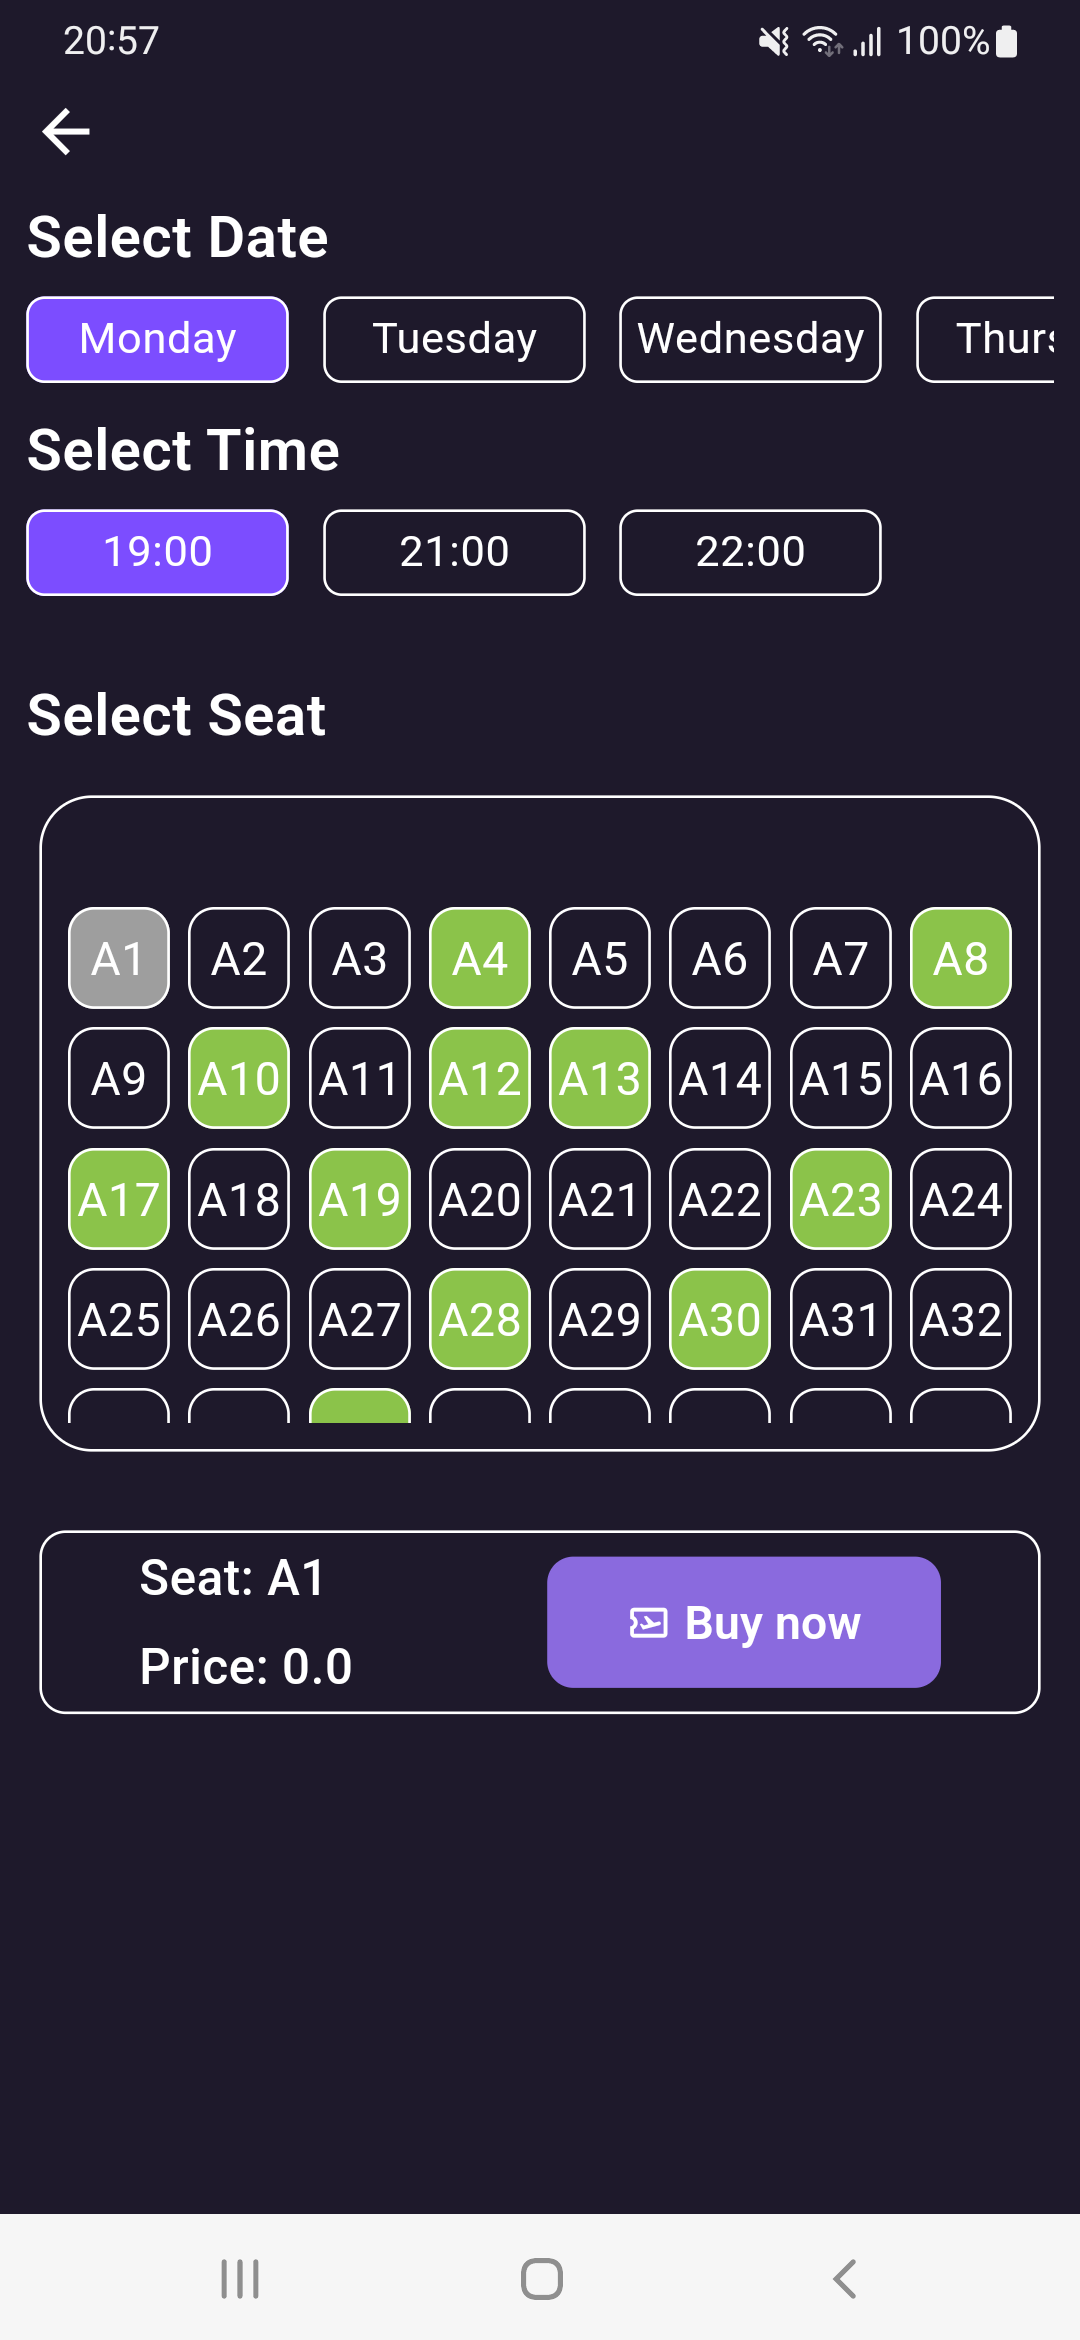 20:57 100%
Select Date
Monday Tuesday Wednesday Thurs
Select Time
19:00 21:00 22:00
Select Seat
A1 A2 A3 A4 A5 A6 A7 A8
A9 A10 A11 A12 A13 A14 A15 A16
A17 A18 A19 A20 A21 A22 A23 A24
A25 A26 A27 A28 A29 A30 A31 A32
Seat: A1
Buy now
Price: 0.0